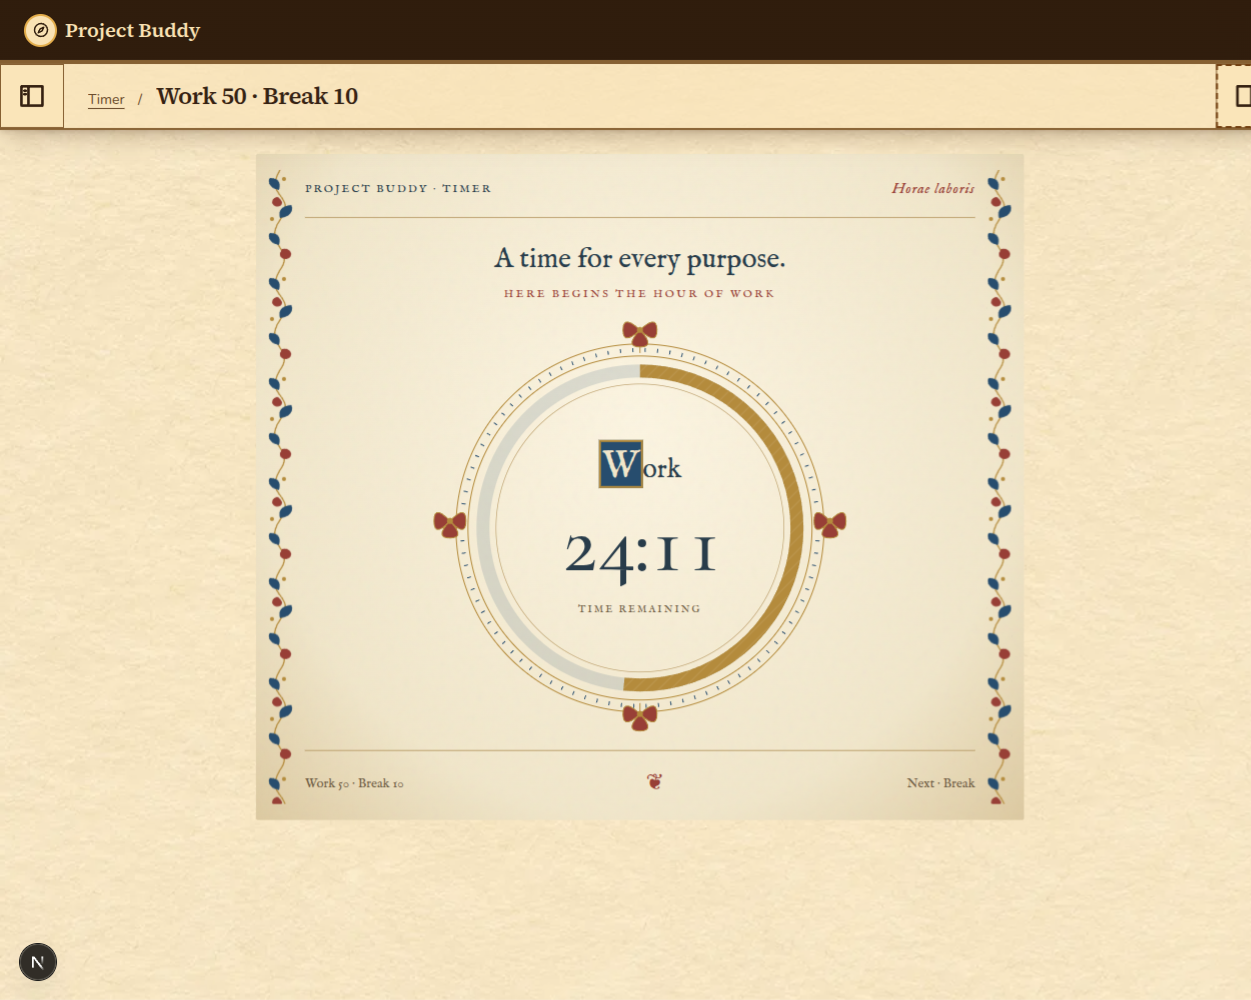 Project Buddy
Timer / Work 50 · Break 10
PROJECT BUDDY · TIMER
Horae laboris
A time for every purpose.
HERE BEGINS THE HOUR OF WORK
Work
24:11
TIME REMAINING
Work 50 · Break 10
❦
Next · Break
N